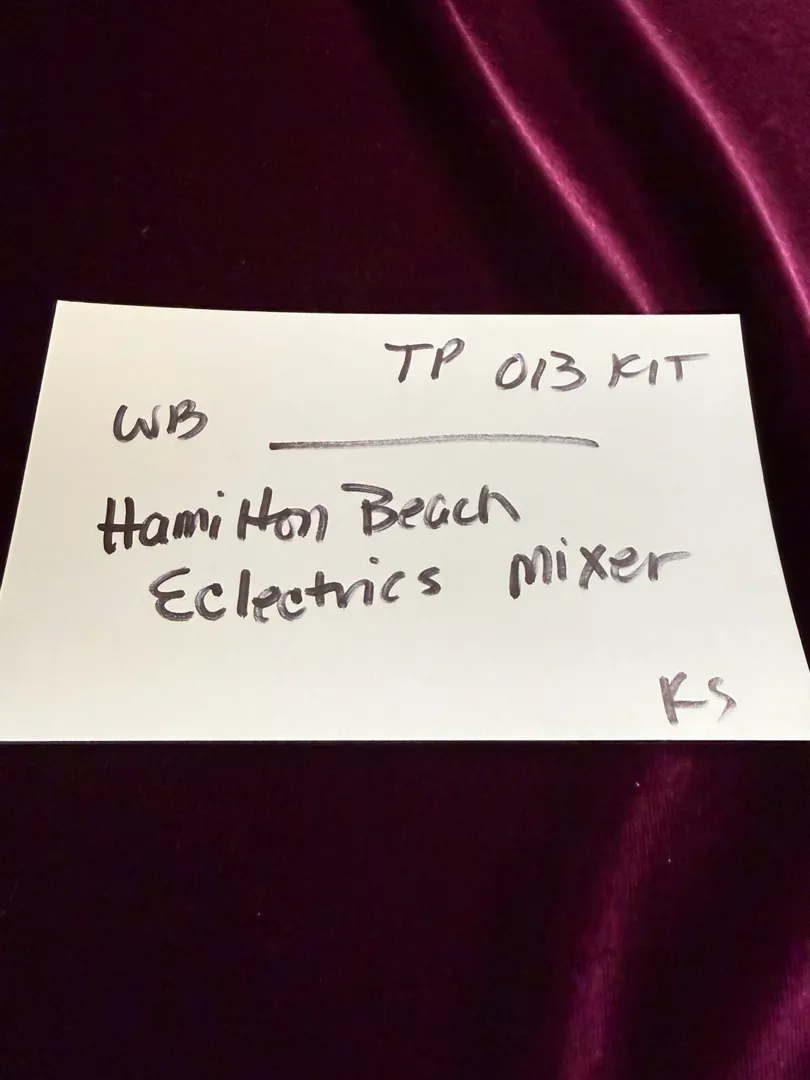 TP 013 KIT
WB
Hamilton Beach
Eclectrics mixer
KS